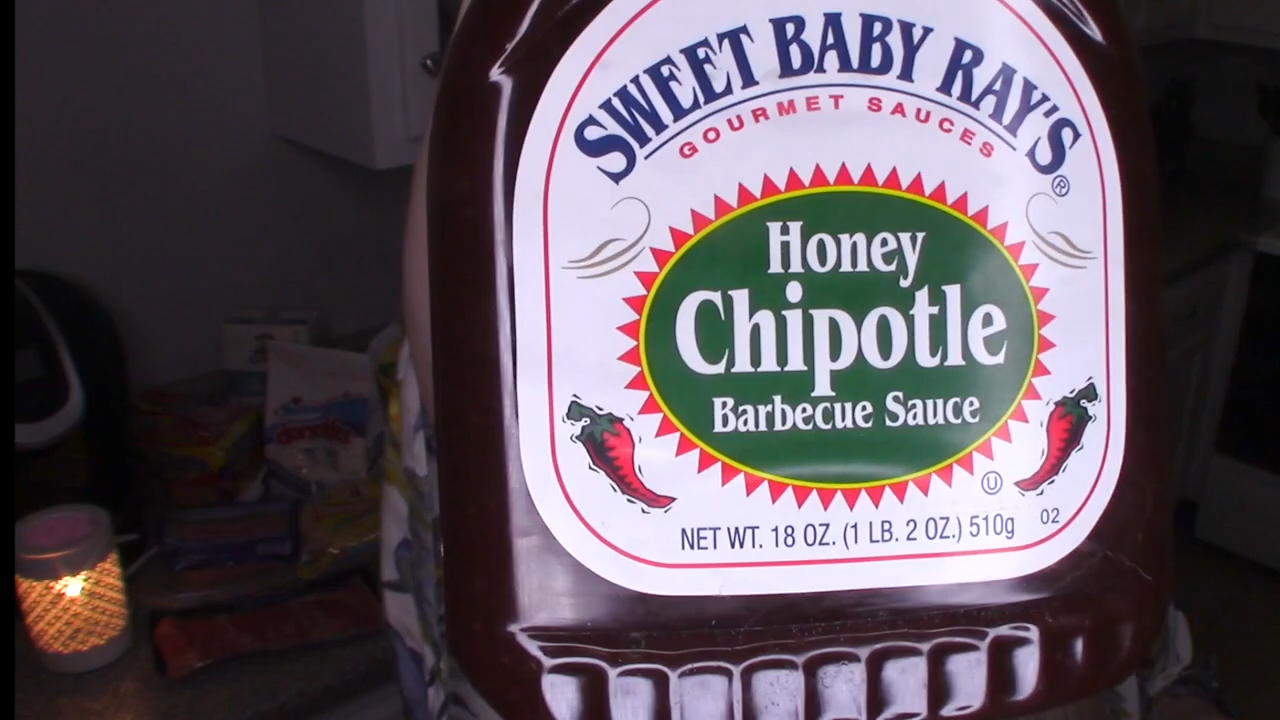 SWEET BABY RAY'S®
GOURMET SAUCES
Honey
Chipotle
Barbecue Sauce
U
NET WT. 18 OZ. (1 LB. 2 OZ.) 510g 02